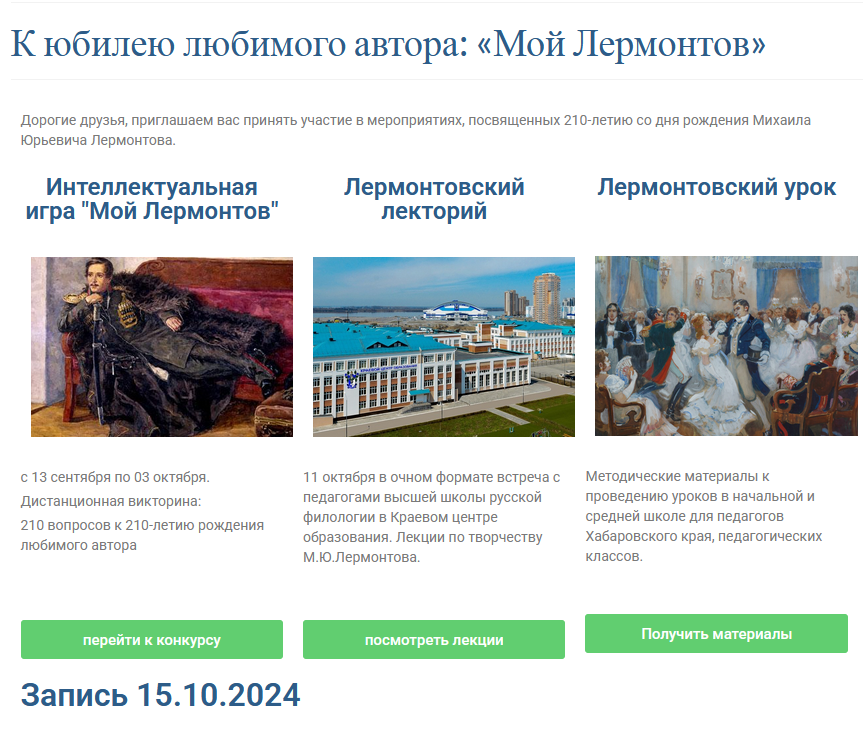 К юбилею любимого автора: «Мой Лермонтов»
Дорогие друзья, приглашаем вас принять участие в мероприятиях, посвященных 210-летию со дня рождения Михаила
Юрьевича Лермонтова.
Интеллектуальная
игра "Мой Лермонтов"
с 13 сентября по 03 октября.
Дистанционная викторина:
210 вопросов к 210-летию рождения
любимого автора
перейти к конкурсу
Лермонтовский
лекторий
КРАЕВОЙ ЦЕНТР ОБРАЗОВАНИЯ
11 октября в очном формате встреча с
педагогами высшей школы русской
филологии в Краевом центре
образования. Лекции по творчеству
М.Ю.Лермонтова.
посмотреть лекции
Лермонтовский урок
Методические материалы к
проведению уроков в начальной и
средней школе для педагогов
Хабаровского края, педагогических
классов.
Получить материалы
Запись 15.10.2024